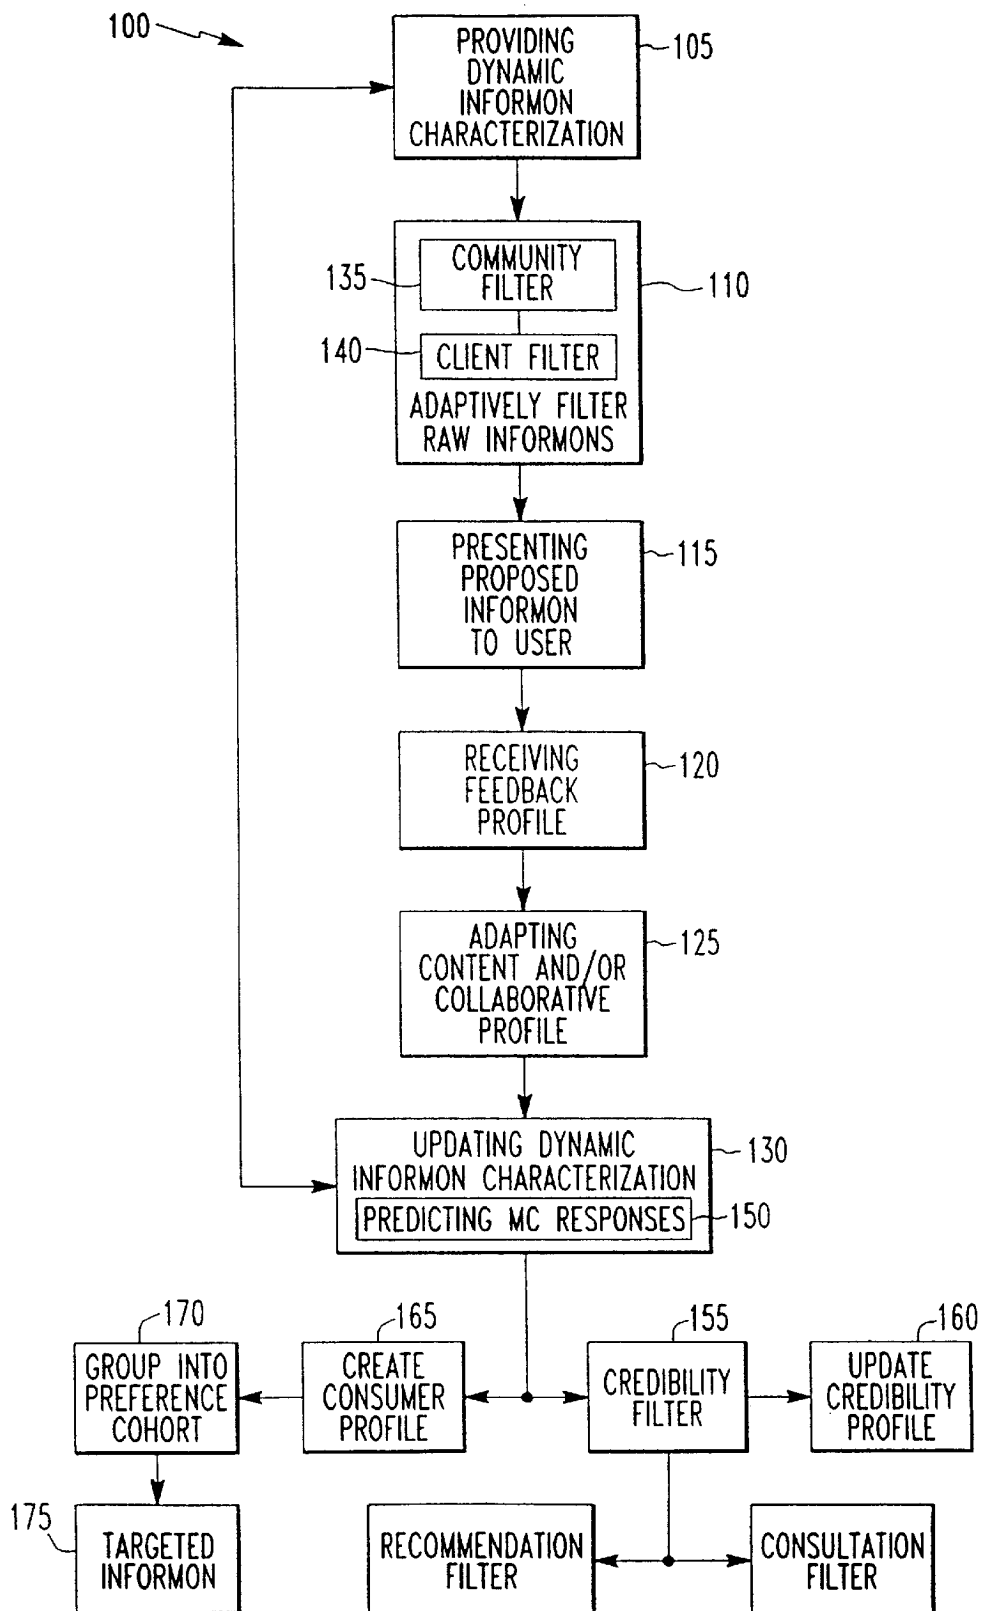 100
PROVIDING
DYNAMIC
INFORMON
CHARACTERIZATION
105
COMMUNITY
FILTER
135
CLIENT FILTER
140
ADAPTIVELY FILTER
RAW INFORMONS
110
PRESENTING
PROPOSED
INFORMON
TO USER
115
RECEIVING
FEEDBACK
PROFILE
120
ADAPTING
CONTENT AND/OR
COLLABORATIVE
PROFILE
125
UPDATING DYNAMIC
INFORMON CHARACTERIZATION
130
PREDICTING MC RESPONSES
150
170
GROUP INTO
PREFERENCE
COHORT
165
CREATE
CONSUMER
PROFILE
155
CREDIBILITY
FILTER
160
UPDATE
CREDIBILITY
PROFILE
175
TARGETED
INFORMON
RECOMMENDATION
FILTER
CONSULTATION
FILTER